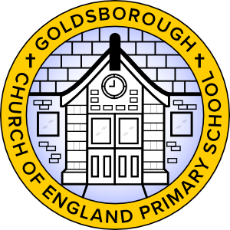 GOLDSBOROUGH
CHURCH OF ENGLAND PRIMARY SCHOOL